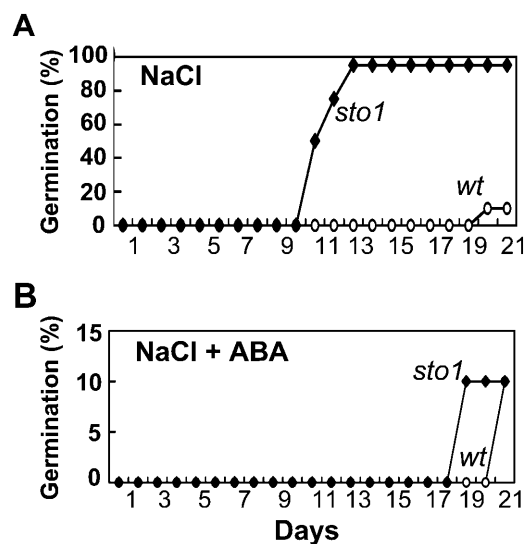 A
Germination (%)
100
80
60
40
20
0
NaCl
sto1
wt
10
0
1 3 5 7 9 11 13 15 17 19 21
B
Germination (%)
15
10
5
0
NaCl + ABA
sto1
wt
1 3 5 7 9 11 13 15 17 19 21
Days